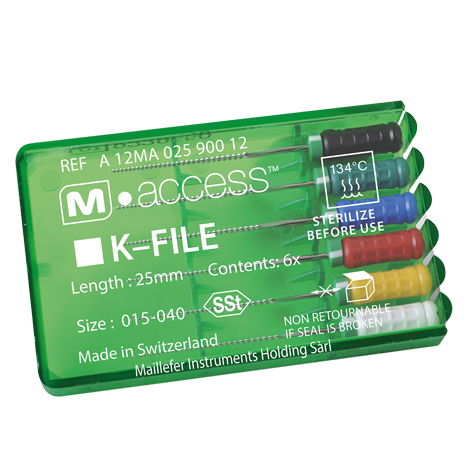 REF A 12MA 025 900 12
M•access™
134°C
STERILIZE
BEFORE USE
K-FILE
Length : 25mm Contents: 6x
Size : 015-040
SSt
NON RETOURNABLE
IF SEAL IS BROKEN
Made in Switzerland
Maillefer Instruments Holding Sàrl